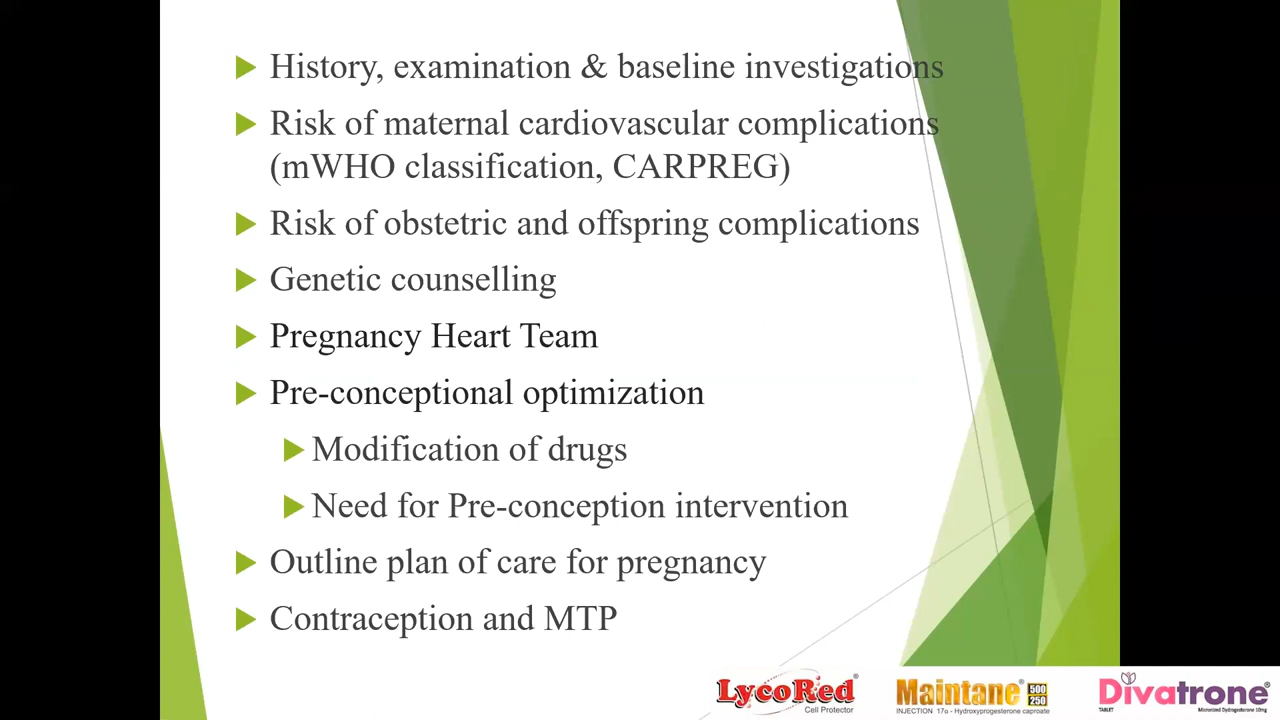 History, examination & baseline investigations
Risk of maternal cardiovascular complications
(mWHO classification, CARPREG)
Risk of obstetric and offspring complications
Genetic counselling
Pregnancy Heart Team
Pre-conceptional optimization
Modification of drugs
Need for Pre-conception intervention
Outline plan of care for pregnancy
Contraception and MTP
LycoRed®
Cell Protector
Maintane® 500 250
INJECTION 17α - Hydroxyprogesterone caproate
Divatrone®
TABLET Micronised Dydrogesterone 10mg